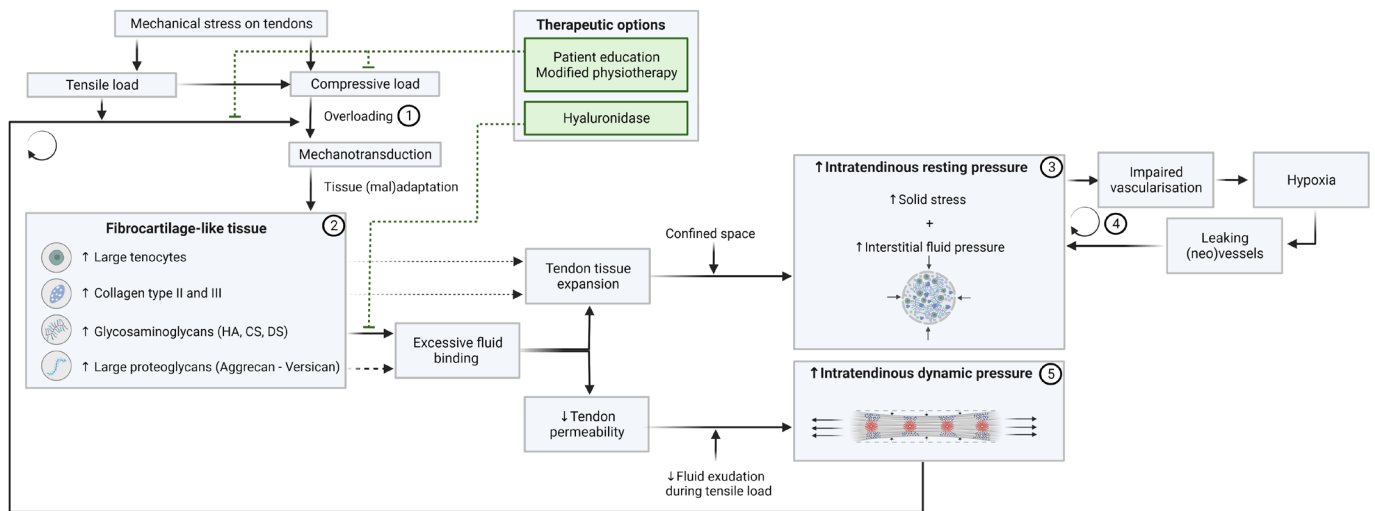 Mechanical stress on tendons
Tensile load
Compressive load
Overloading 1
Mechanotransduction
Tissue (mal)adaptation
Therapeutic options
Patient education
Modified physiotherapy
Hyaluronidase
2
Fibrocartilage-like tissue
↑ Large tenocytes
↑ Collagen type II and III
↑ Glycosaminoglycans (HA, CS, DS)
↑ Large proteoglycans (Aggrecan - Versican)
Excessive fluid
binding
Tendon tissue
expansion
Confined space
↓Tendon
permeability
↓Fluid exudation
during tensile load
↑Intratendinous resting pressure 3
↑Solid stress
+
↑Interstitial fluid pressure
Impaired
vascularisation
Hypoxia
4
Leaking
(neo)vessels
↑Intratendinous dynamic pressure 5